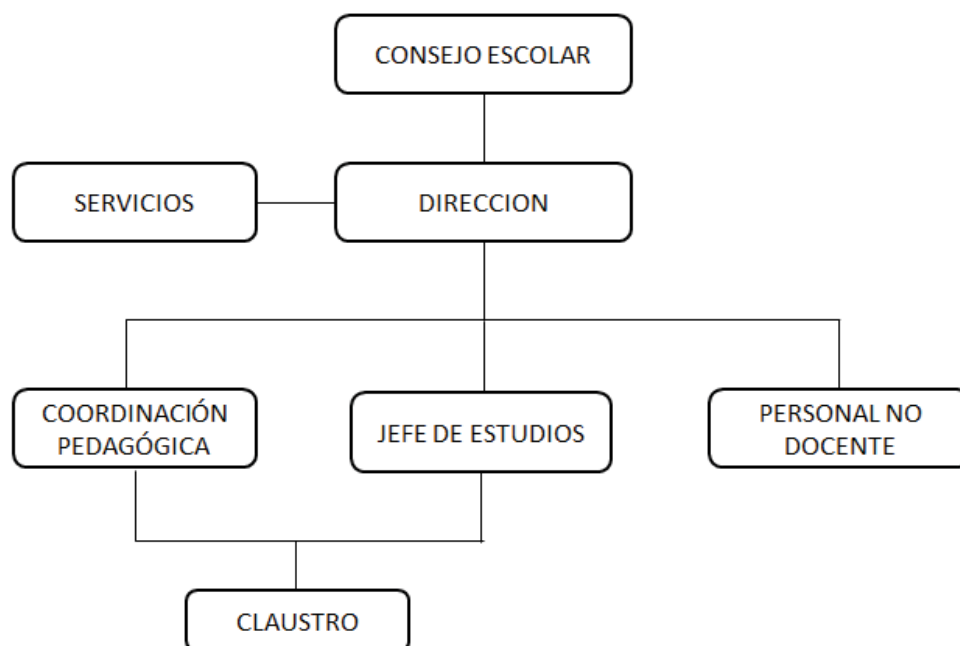 CONSEJO ESCOLAR
SERVICIOS
DIRECCION
COORDINACIÓN
PEDAGÓGICA
JEFE DE ESTUDIOS
PERSONAL NO
DOCENTE
CLAUSTRO